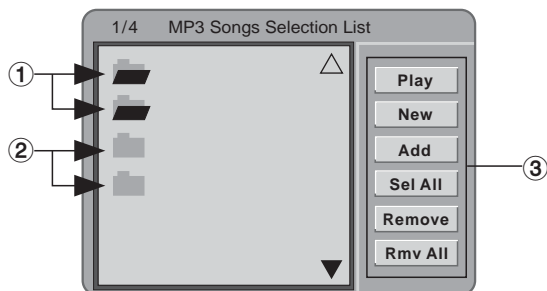 1/4 MP3 Songs Selection List
1
2
Play
New
Add
Sel All
Remove
Rmv All
3